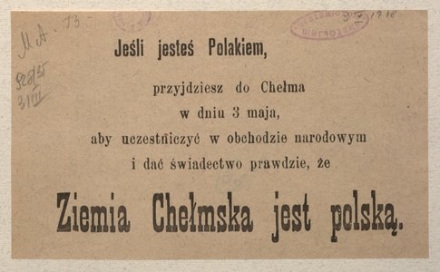 M A - B -
Jeśli jesteś Polakiem,
przyjdziesz do Chełma
w dniu 3 maja,
aby uczestniczyć w obchodzie narodowym
i dać świadectwo prawdzie, że
Ziemia Chełmska jest polską.